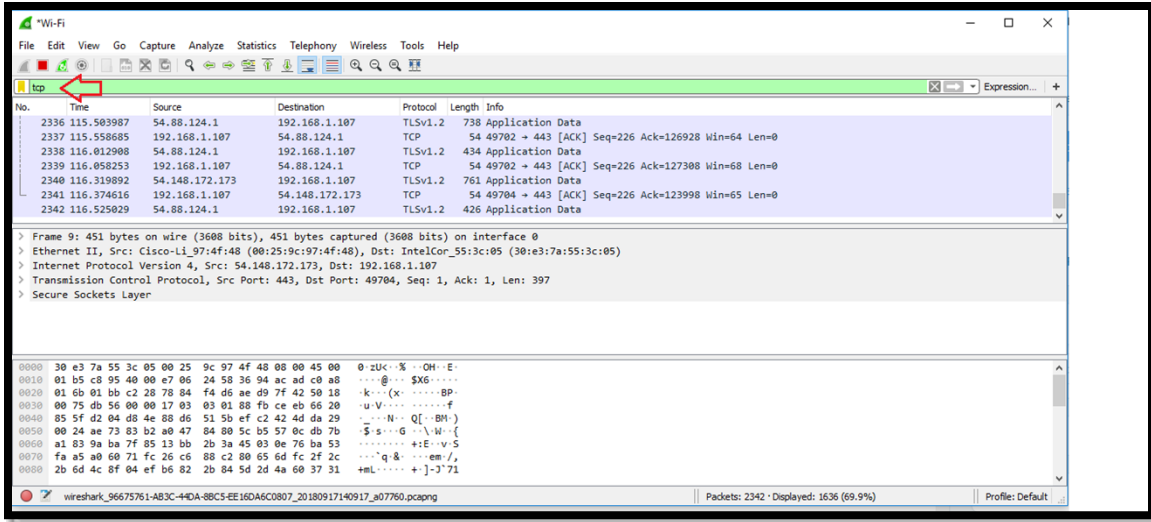 *Wi-Fi
File Edit View Go Capture Analyze Statistics Telephony Wireless Tools Help
tcp Expression... +
No. Time Source Destination Protocol Length Info
2336 115.503987 54.88.124.1 192.168.1.107 TLSv1.2 738 Application Data
2337 115.558685 192.168.1.107 54.88.124.1 TCP 54 49702 → 443 [ACK] Seq=226 Ack=126928 Win=64 Len=0
2338 116.012908 54.88.124.1 192.168.1.107 TLSv1.2 434 Application Data
2339 116.058253 192.168.1.107 54.88.124.1 TCP 54 49702 → 443 [ACK] Seq=226 Ack=127308 Win=68 Len=0
2340 116.319892 54.148.172.173 192.168.1.107 TLSv1.2 761 Application Data
2341 116.374616 192.168.1.107 54.148.172.173 TCP 54 49704 → 443 [ACK] Seq=226 Ack=123998 Win=65 Len=0
2342 116.525029 54.88.124.1 192.168.1.107 TLSv1.2 426 Application Data
> Frame 9: 451 bytes on wire (3608 bits), 451 bytes captured (3608 bits) on interface 0
> Ethernet II, Src: Cisco-Li_97:4f:48 (00:25:9c:97:4f:48), Dst: IntelCor_55:3c:05 (30:e3:7a:55:3c:05)
> Internet Protocol Version 4, Src: 54.148.172.173, Dst: 192.168.1.107
> Transmission Control Protocol, Src Port: 443, Dst Port: 49704, Seq: 1, Ack: 1, Len: 397
> Secure Sockets Layer
0000 30 e3 7a 55 3c 05 00 25 9c 97 4f 48 08 00 45 00 0·zU<··% ··OH··E·
0010 01 b5 c8 95 40 00 e7 06 24 58 36 94 ac ad c0 a8 ····@··· $X6·····
0020 01 6b 01 bb c2 28 78 84 f4 d6 ae d9 7f 42 50 18 ·k···(x· ·····BP·
0030 00 75 db 56 00 00 17 03 03 01 88 fb ce eb 66 20 ·u·V···· ······f
0040 85 5f d2 04 d8 4e 88 d6 51 5b ef c2 42 4d da 29 ·_···N·· Q[··BM·)
0050 00 24 ae 73 83 b2 a0 47 84 80 5c b5 57 0c db 7b ·$·s···G ··\·W··{
0060 a1 83 9a ba 7f 85 13 bb 2b 3a 45 03 0e 76 ba 53 ········ +:E··v·S
0070 fa a5 a0 60 71 fc 26 c6 88 c2 80 65 6d fc 2f 2c ···`q·&· ···em·/,
0080 2b 6d 4c 8f 04 ef b6 82 2b 84 5d 2d 4a 60 37 31 +mL····· +·]-J`71
wireshark_96675761-AB3C-44DA-8BC5-EE16DA6C0807_20180917140917_a07760.pcapng Packets: 2342 · Displayed: 1636 (69.9%) Profile: Default